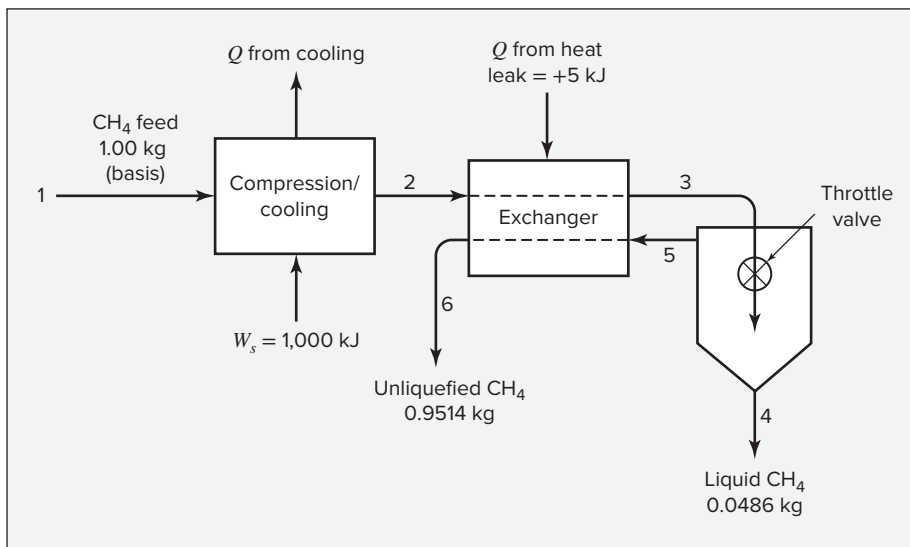 Q from cooling
Q from heat
leak = +5 kJ
CH₄ feed
1.00 kg
(basis)
1
Compression/
cooling
2
Exchanger
3
Throttle
valve
5
6
Wₛ = 1,000 kJ
Unliquefied CH₄
0.9514 kg
4
Liquid CH₄
0.0486 kg